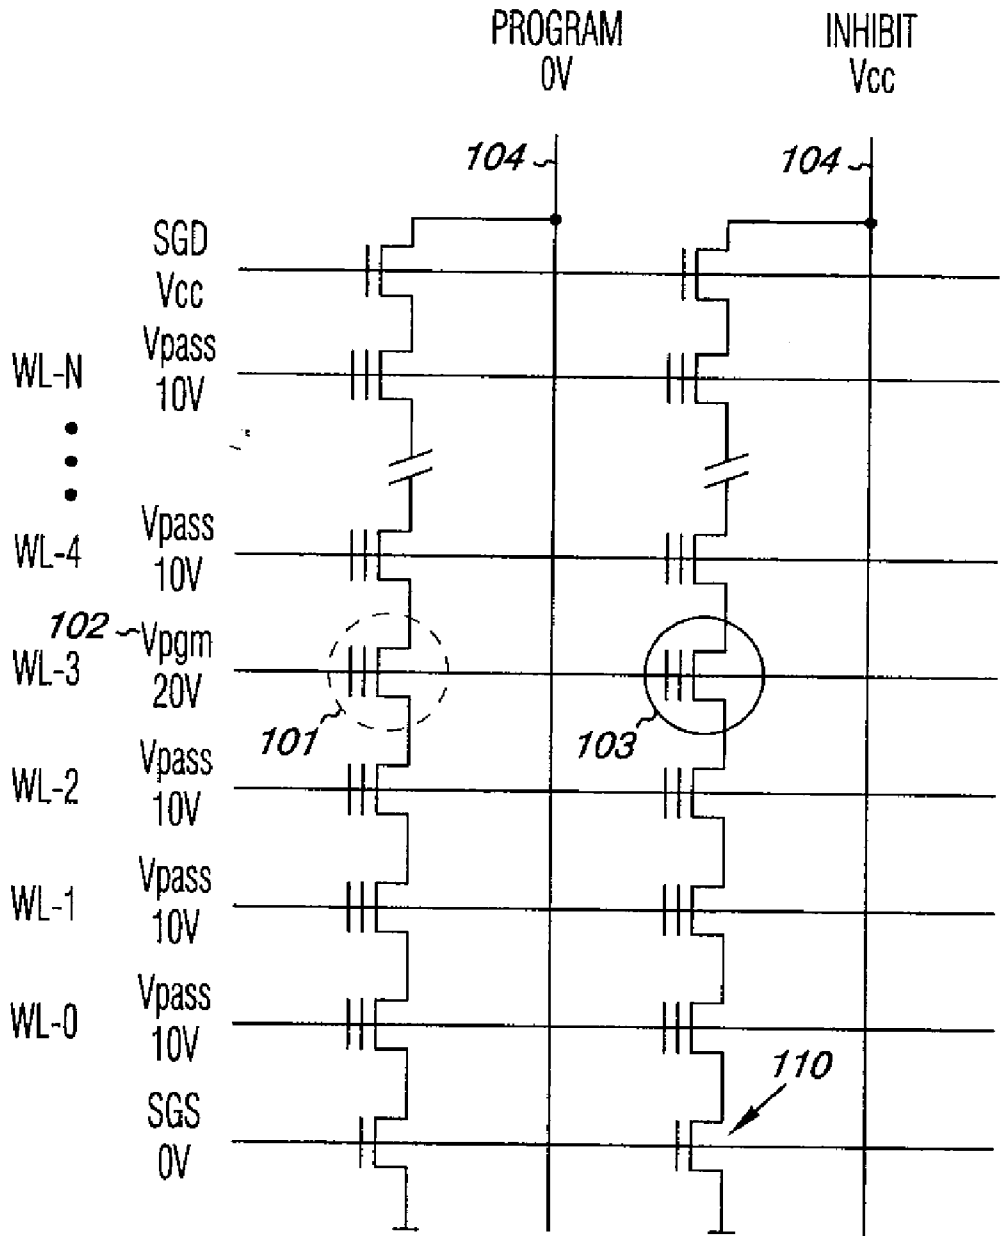 PROGRAM
0V
INHIBIT
Vcc
104
104
SGD
Vcc
WL-N
Vpass
10V
WL-4
Vpass
10V
102
WL-3
Vpgm
20V
101
103
WL-2
Vpass
10V
WL-1
Vpass
10V
WL-0
Vpass
10V
110
SGS
0V